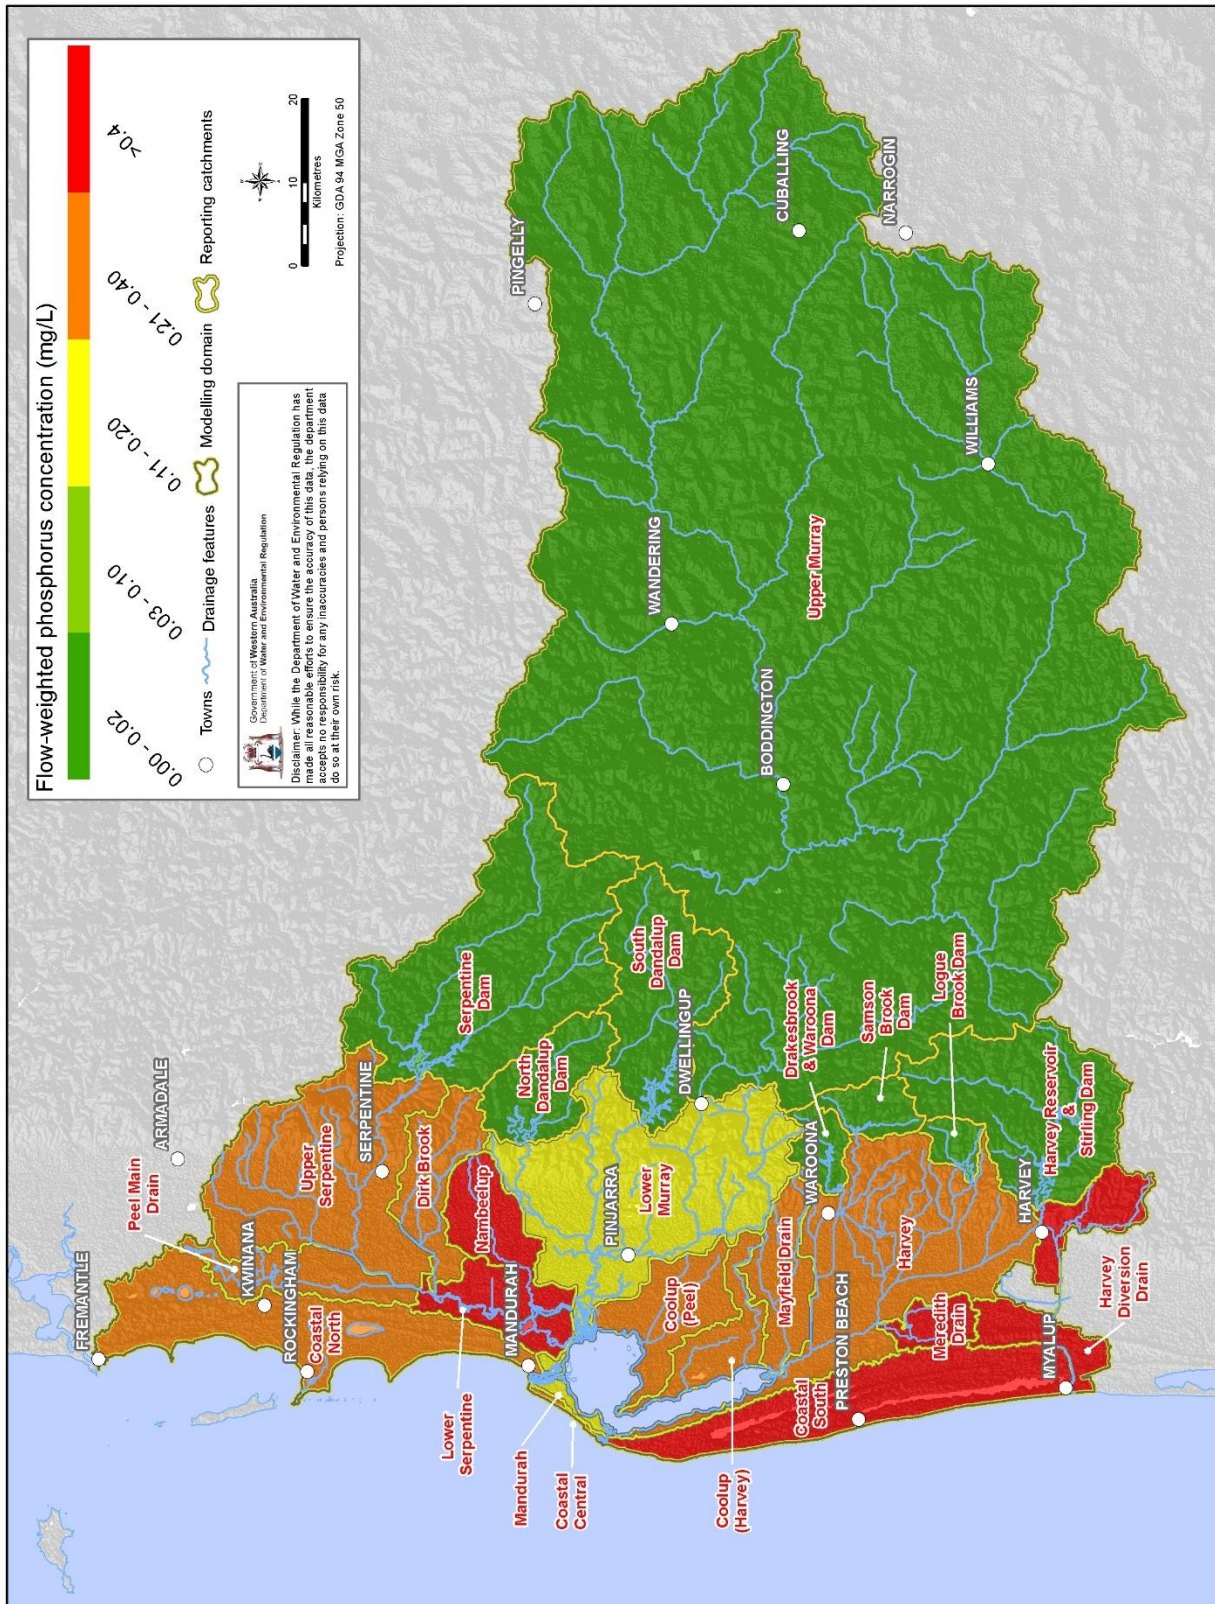 Flow-weighted phosphorus concentration (mg/L)
0.00 - 0.02
0.03 - 0.10
0.11 - 0.20
0.21 - 0.40
>0.4
Towns
Drainage features
Modelling domain
Reporting catchments
Government of Western Australia
Department of Water and Environmental Regulation
Disclaimer: While the Department of Water and Environmental Regulation has
made all reasonable efforts to ensure the accuracy of this data, the department
accepts no responsibility for any inaccuracies and persons relying on this data
do so at their own risk.
0 10 20
Kilometres
Projection: GDA 94 MGA Zone 50
FREMANTLE
ARMADALE
Peel Main
Drain
KWINANA
ROCKINGHAM
Coastal
North
Upper
Serpentine
SERPENTINE
Dirk Brook
Serpentine
Dam
Nambeelup
Lower
Serpentine
MANDURAH
Mandurah
Coastal
Central
North
Dandalup
Dam
PINJARRA
Lower
Murray
South
Dandalup
Dam
DWELLINGUP
Coolup
(Peel)
Coolup
(Harvey)
Mayfield Drain
WAROONA
Drakesbrook
& Waroona
Dam
Samson
Brook
Dam
Logue
Brook Dam
PRESTON BEACH
Coastal
South
Harvey
Meredith
Drain
HARVEY
Harvey Reservoir
&
Stirling Dam
MYALUP
Harvey
Diversion
Drain
BODDINGTON
WANDERING
Upper Murray
PINGELLY
CUBALLING
NARROGIN
WILLIAMS